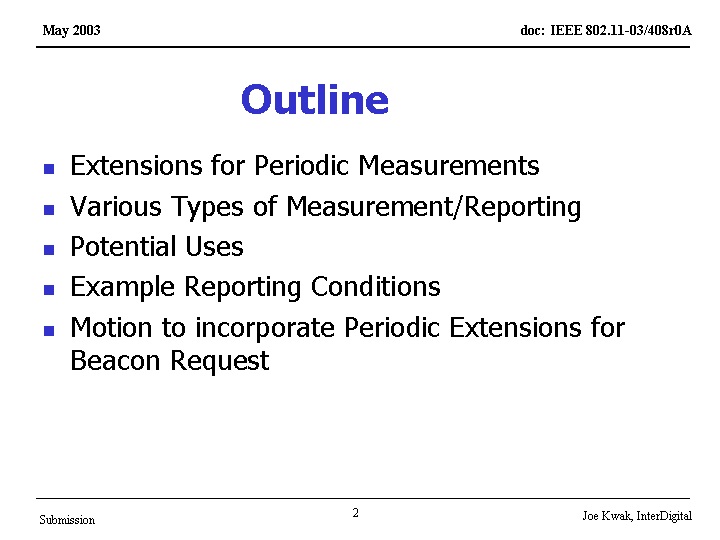 May 2003
doc: IEEE 802.11-03/408r0A
Outline
Extensions for Periodic Measurements
Various Types of Measurement/Reporting
Potential Uses
Example Reporting Conditions
Motion to incorporate Periodic Extensions for
Beacon Request
Submission
2
Joe Kwak, InterDigital